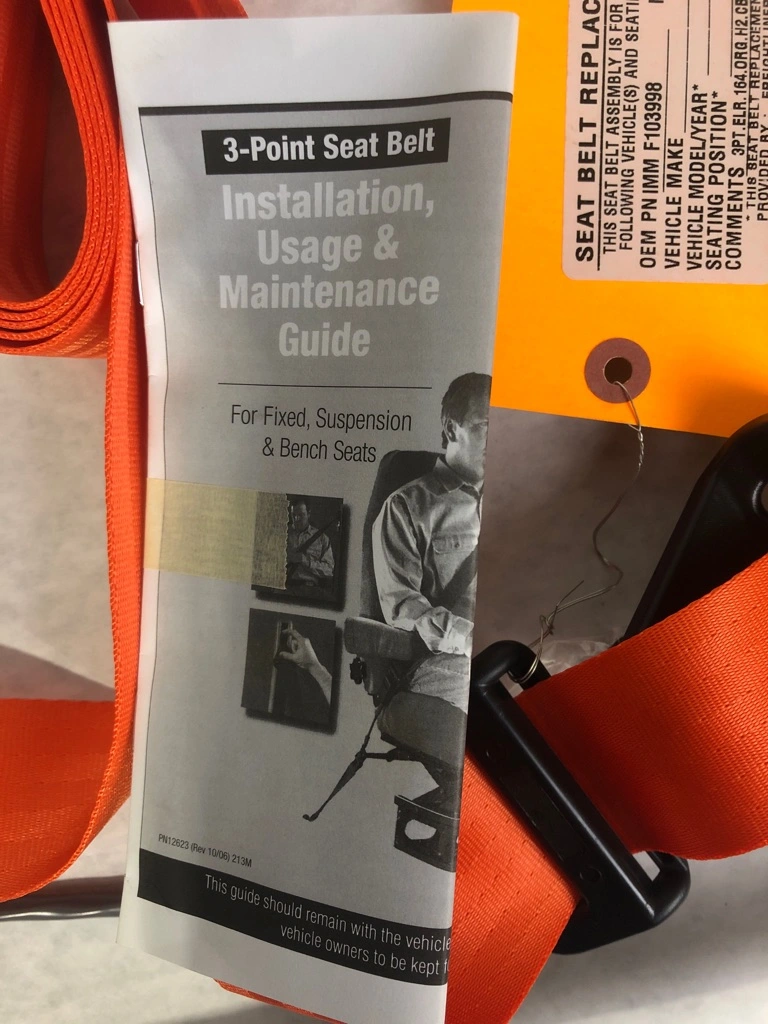 3-Point Seat Belt
Installation,
Usage &
Maintenance
Guide
For Fixed, Suspension
& Bench Seats
PN12623 (Rev 10/06) 213M
This guide should remain with the vehicle
vehicle owners to be kept
SEAT BELT REPLAC
THIS SEAT BELT ASSEMBLY IS FOR
FOLLOWING VEHICLE(S) AND SEATI
OEM PN IMM F103998
VEHICLE MAKE
VEHICLE MODEL/YEAR*
SEATING POSITION*
COMMENTS 3PT.ELR.164.ORG.H2.CB
* THIS SEAT BELT REPLACEMEN
PROVIDED BY: FREIGHTLINE